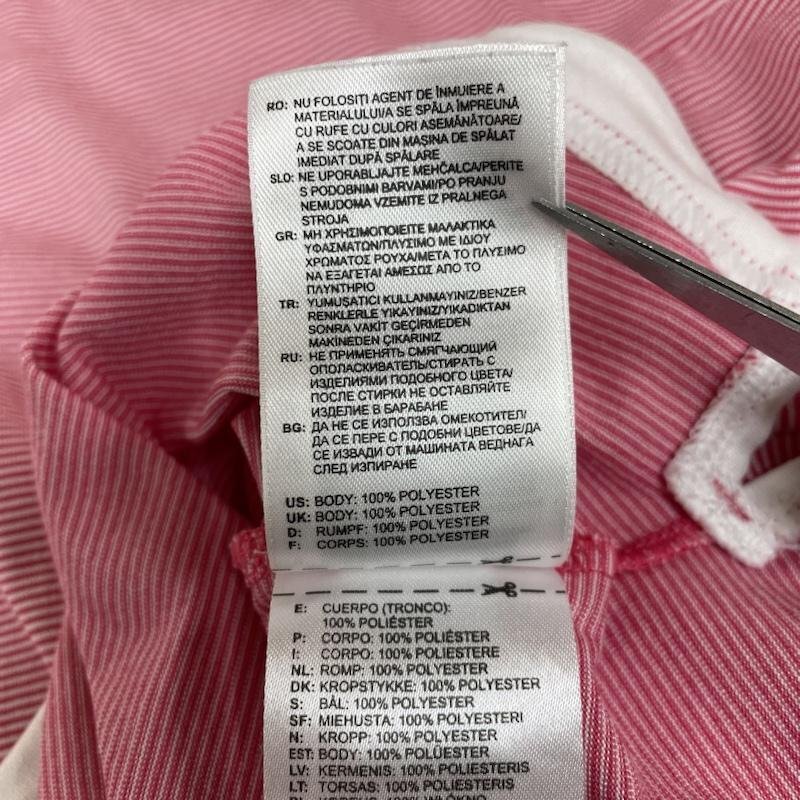 RO: NU FOLOSIȚI AGENT DE ÎNMUIERE A
MATERIALULUI/A SE SPĂLA ÎMPREUNĂ
CU RUFE CU CULORI ASEMĂNĂTOARE/
A SE SCOATE DIN MAȘINA DE SPĂLAT
IMEDIAT DUPĂ SPĂLARE
SLO: NE UPORABLJAJTE MEHČALCA/PERITE
S PODOBNIMI BARVAMI/PO PRANJU
NEMUDOMA VZEMITE IZ PRALNEGA
STROJA
GR: ΜΗ ΧΡΗΣΙΜΟΠΟΙΕΙΤΕ ΜΑΛΑΚΤΙΚΑ
ΥΦΑΣΜΑΤΩΝ/ΠΛΥΣΙΜΟ ΜΕ ΙΔΙΟΥ
ΧΡΩΜΑΤΟΣ ΡΟΥΧΑ/ΜΕΤΑ ΤΟ ΠΛΥΣΙΜΟ
ΝΑ ΕΞΑΓΕΤΑΙ ΑΜΕΣΩΣ ΑΠΟ ΤΟ
ΠΛΥΝΤΗΡΙΟ
TR: YUMUŞATICI KULLANMAYINIZ/BENZER
RENKLERLE YIKAYINIZ/YIKADIKTAN
SONRA VAKİT GEÇİRMEDEN
MAKİNEDEN ÇIKARINIZ
RU: НЕ ПРИМЕНЯТЬ СМЯГЧАЮЩИЙ
ОПОЛАСКИВАТЕЛЬ/СТИРАТЬ С
ИЗДЕЛИЯМИ ПОДОБНОГО ЦВЕТА/
ПОСЛЕ СТИРКИ НЕ ОСТАВЛЯЙТЕ
ИЗДЕЛИЕ В БАРАБАНЕ
BG: ДА НЕ СЕ ИЗПОЛЗВА ОМЕКОТИТЕЛ/
ДА СЕ ПЕРЕ С ПОДОБНИ ЦВЕТОВЕ/ДА
СЕ ИЗВАДИ ОТ МАШИНАТА ВЕДНАГА
СЛЕД ИЗПИРАНЕ
US: BODY: 100% POLYESTER
UK: BODY: 100% POLYESTER
D: RUMPF: 100% POLYESTER
F: CORPS: 100% POLYESTER
E: CUERPO (TRONCO):
100% POLIÉSTER
P: CORPO: 100% POLIÉSTER
I: CORPO: 100% POLIESTERE
NL: ROMP: 100% POLYESTER
DK: KROPSTYKKE: 100% POLYESTER
S: BÅL: 100% POLYESTER
SF: MIEHUSTA: 100% POLYESTERI
N: KROPP: 100% POLYESTER
EST: BODY: 100% POLÜESTER
LV: ĶERMENIS: 100% POLIESTERIS
LT: TORSAS: 100% POLIESTERIS